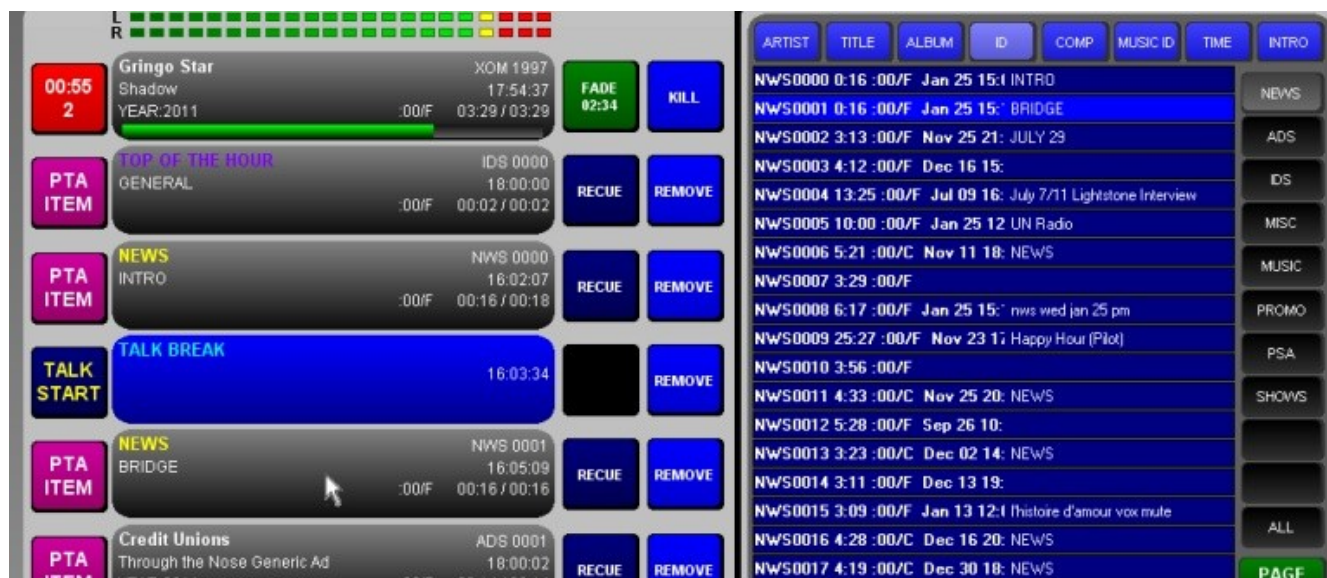 L
R
00:55
2
Gringo Star
XOM 1997
Shadow
17:54:37
YEAR:2011
:00/F
03:29 / 03:29
FADE
02:34
KILL
PTA
ITEM
TOP OF THE HOUR
IDS 0000
GENERAL
18:00:00
:00/F
00:02 / 00:02
RECUE
REMOVE
PTA
ITEM
NEWS
NWS 0000
INTRO
16:02:07
:00/F
00:16 / 00:18
RECUE
REMOVE
TALK
START
TALK BREAK
16:03:34
REMOVE
PTA
ITEM
NEWS
NWS 0001
BRIDGE
16:05:09
:00/F
00:16 / 00:16
RECUE
REMOVE
PTA
Credit Unions
ADS 0001
Through the Nose Generic Ad
18:00:02
RECUE
REMOVE
ARTIST
TITLE
ALBUM
ID
COMP
MUSIC ID
TIME
INTRO
NWS0000 0:16 :00/F Jan 25 INTRO
NWS0001 0:16 :00/F Jan 25 15: BRIDGE
NWS0002 3:13 :00/F Nov 25 21: JULY 29
NWS0003 4:12 :00/F Dec 16 15:
NWS0004 13:25 :00/F Jul 09 16: July 7/11 Lightstone Interview
NWS0005 10:00 :00/F Jan 25 12 UN Radio
NWS0006 5:21 :00/C Nov 11 18: NEWS
NWS0007 3:29 :00/F
NWS0008 6:17 :00/F Jan 25 15: nws wed jan 25 pm
NWS0009 25:27 :00/F Nov 23 Happy Hour (Pilot)
NWS0010 3:56 :00/F
NWS0011 4:33 :00/C Nov 25 20: NEWS
NWS0012 5:28 :00/F Sep 26 10:
NWS0013 3:23 :00/C Dec 02 14: NEWS
NWS0014 3:11 :00/F Dec 13 19:
NWS0015 3:09 :00/F Jan 13 l'histoire d'amour vox mute
NWS0016 4:28 :00/C Dec 16 20: NEWS
NWS0017 4:19 :00/C Dec 30 18: NEWS
NEWS
ADS
IDS
MISC
MUSIC
PROMO
PSA
SHOWS
ALL
PAGE